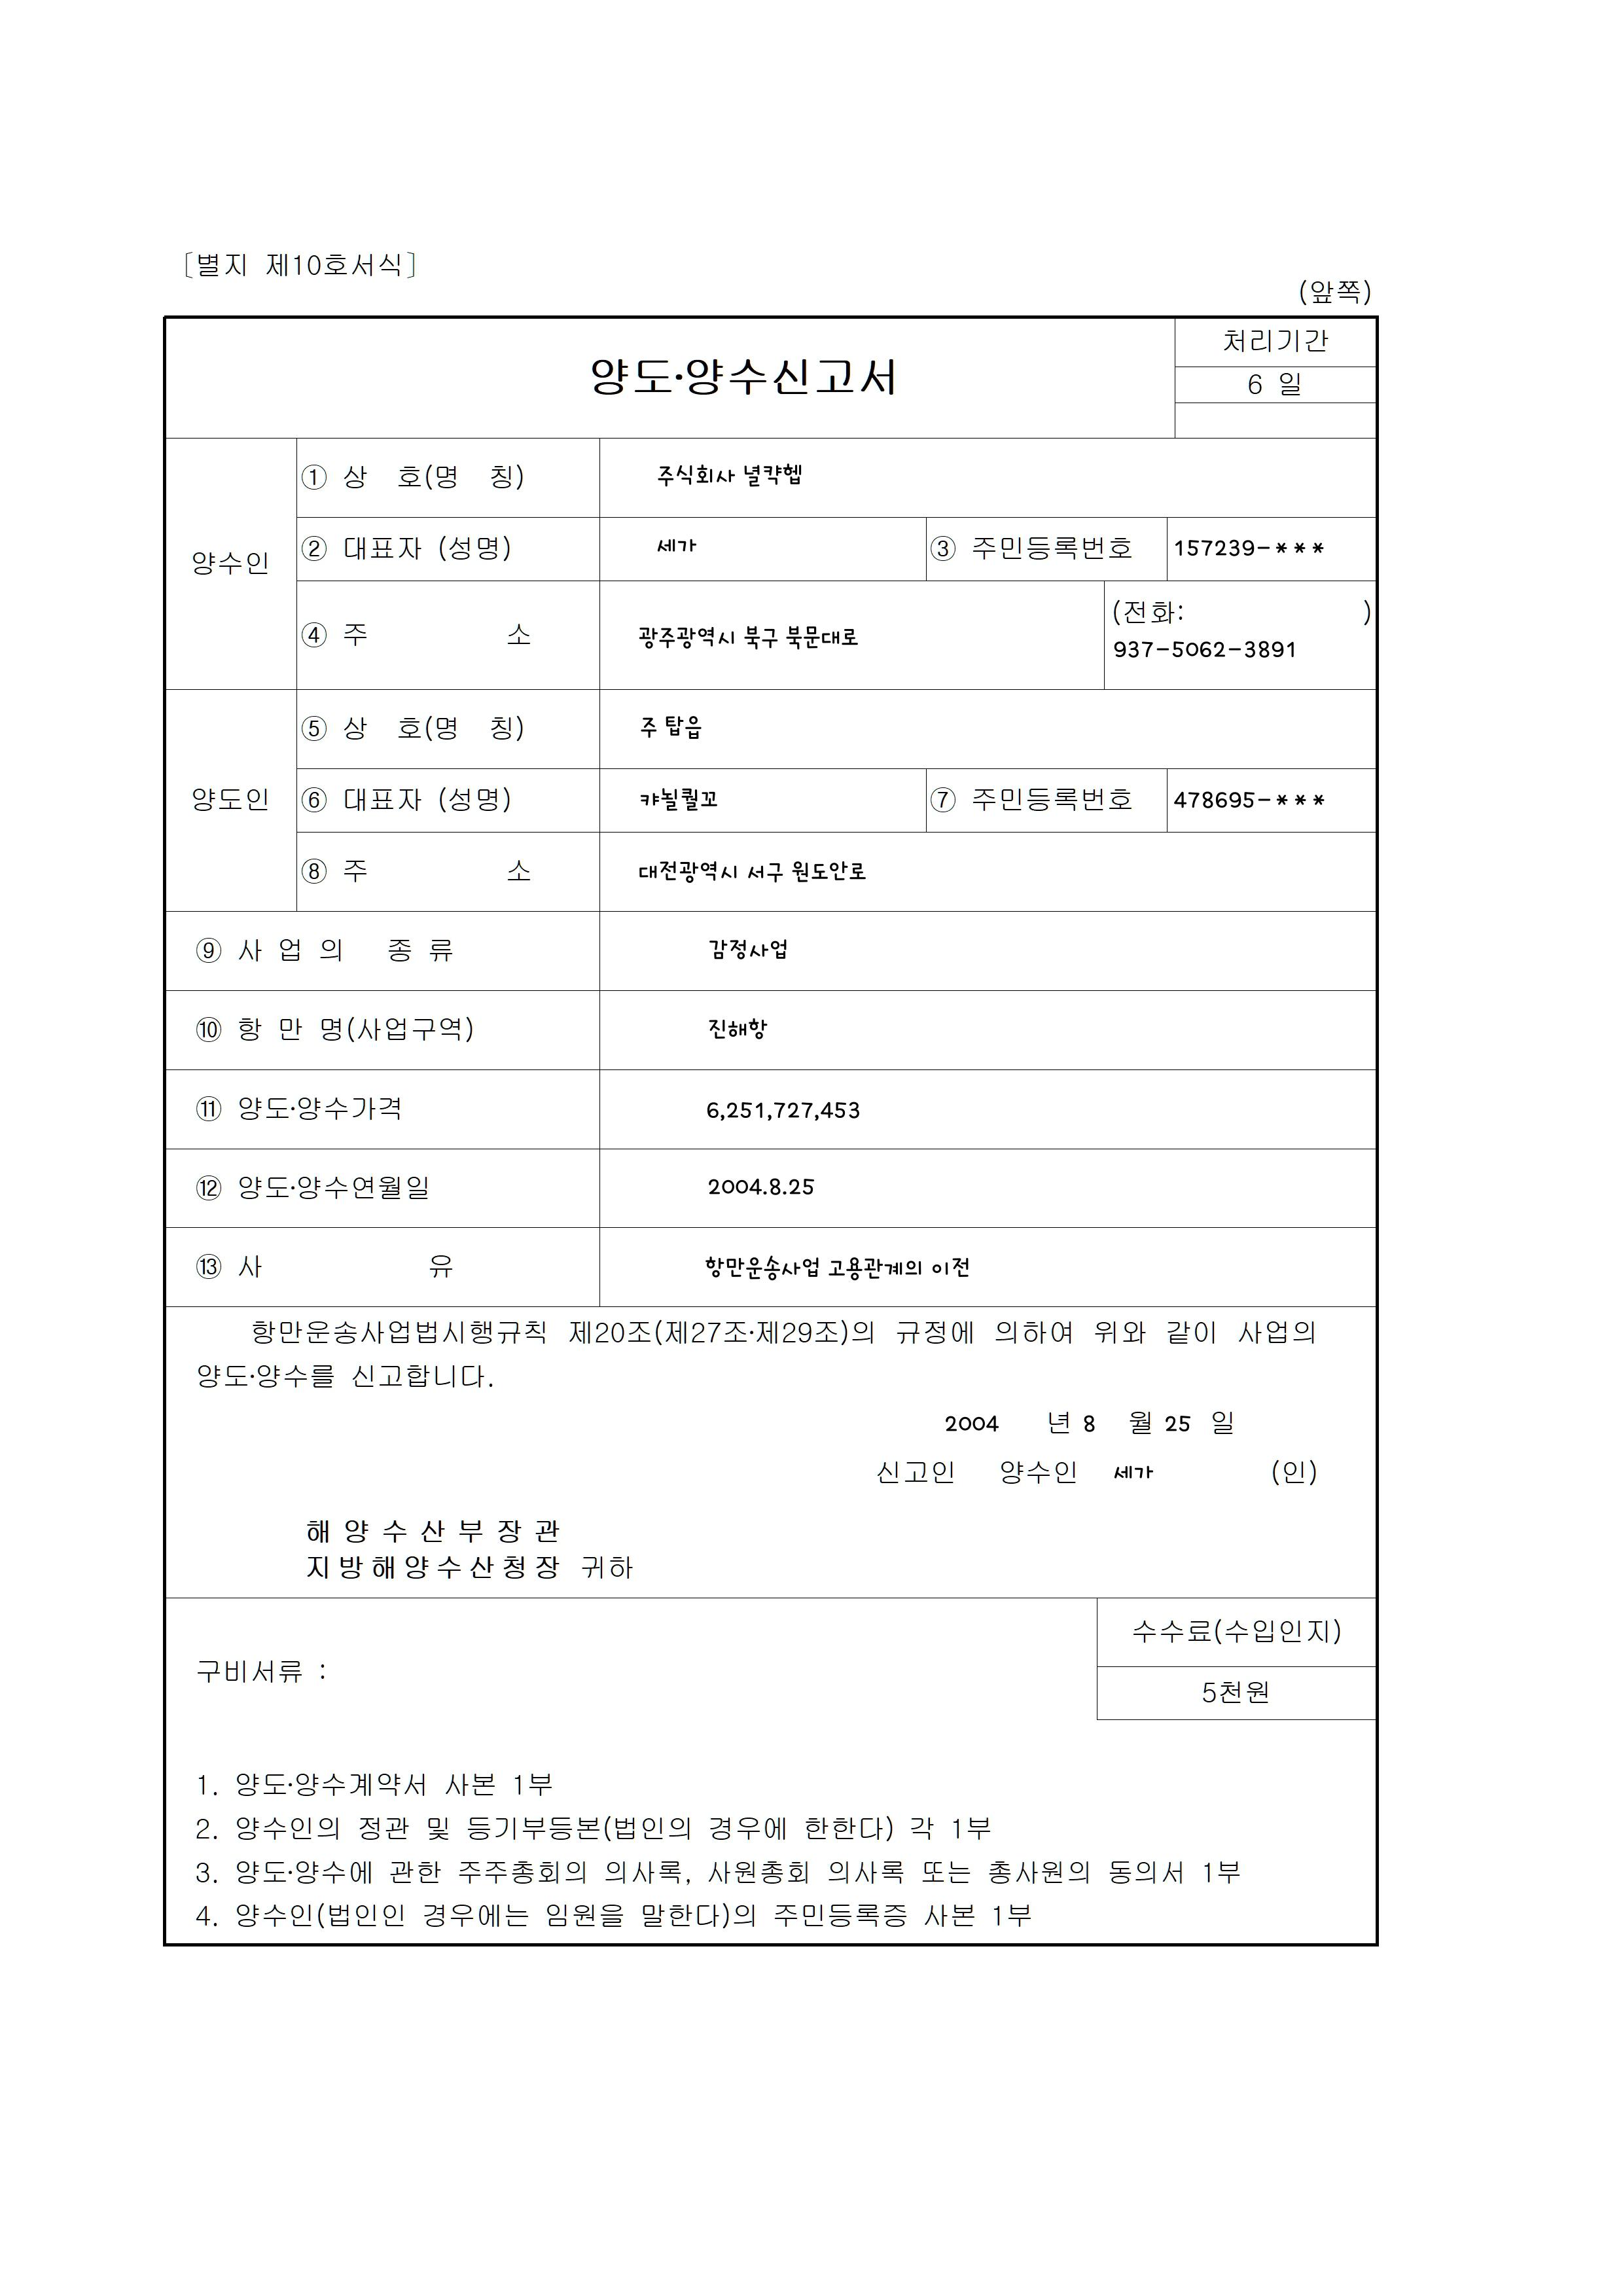 [별지 제10호서식]
(앞쪽)
양도·양수신고서
처리기간
6 일
양수인
① 상 호(명 칭)
주식회사 널캭헵
② 대표자 (성명)
세가
③ 주민등록번호
157239-***
④ 주 소
광주광역시 북구 북문대로
(전화: )
937-5062-3891
양도인
⑤ 상 호(명 칭)
주 탑읍
⑥ 대표자 (성명)
⑦ 주민등록번호
478695-***
⑧ 주 소
대전광역시 서구 원도안로
⑨ 사 업 의 종 류
감정사업
⑩ 항 만 명(사업구역)
진해항
⑪ 양도·양수가격
6,251,727,453
⑫ 양도·양수연월일
2004.8.25
⑬ 사 유
항만운송사업 고용관계의 이전
항만운송사업법시행규칙 제20조(제27조·제29조)의 규정에 의하여 위와 같이 사업의
양도·양수를 신고합니다.
2004 년 8 월 25 일
신고인 양수인 세가 (인)
해 양 수 산 부 장 관
지 방 해 양 수 산 청 장 귀하
구비서류 :
수수료(수입인지)
5천원
1. 양도·양수계약서 사본 1부
2. 양수인의 정관 및 등기부등본(법인의 경우에 한한다) 각 1부
3. 양도·양수에 관한 주주총회의 의사록, 사원총회 의사록 또는 총사원의 동의서 1부
4. 양수인(법인인 경우에는 임원을 말한다)의 주민등록증 사본 1부